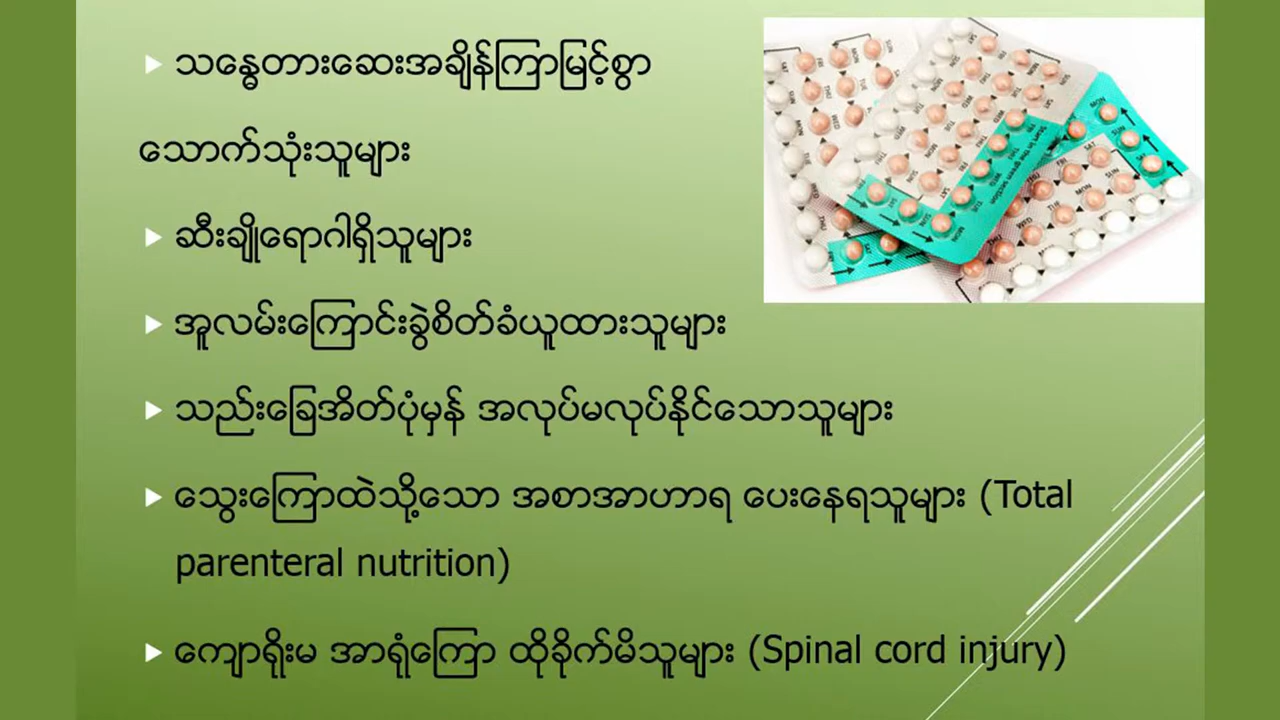 သန္ဓေတားဆေးအချိန်ကြာမြင့်စွာ
သောက်သုံးသူများ
ဆီးချိုရောဂါရှိသူများ
အူလမ်းကြောင်းခွဲစိတ်ခံယူထားသူများ
သည်းခြေအိတ်ပုံမှန် အလုပ်မလုပ်နိုင်သောသူများ
သွေးကြောထဲသို့သော အစာအာဟာရ ပေးနေရသူများ (Total
parenteral nutrition)
ကျောရိုးမ အာရုံကြော ထိုခိုက်မိသူများ (Spinal cord injury)